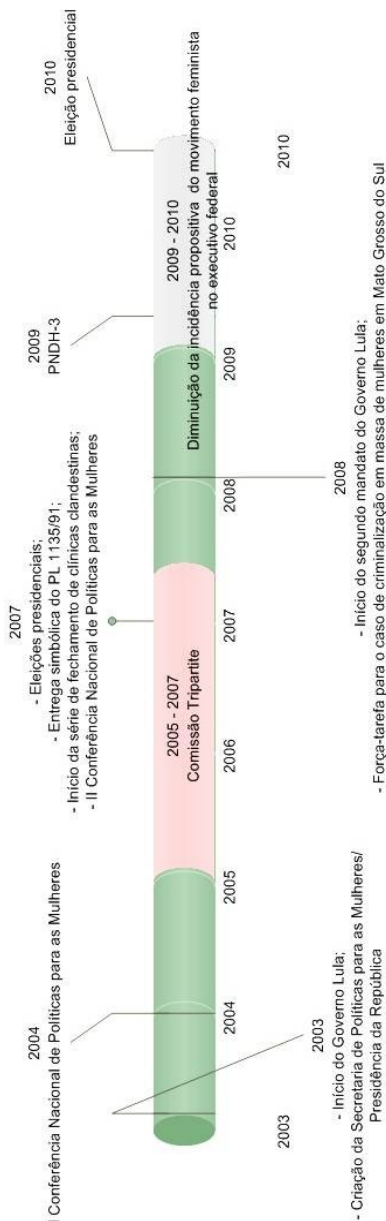 2004
I Conferência Nacional de Políticas para as Mulheres
2007
- Eleições presidenciais;
- Entrega simbólica do PL 1135/91;
- Início da série de fechamento de clínicas clandestinas;
- II Conferência Nacional de Políticas para as Mulheres
2009
PNDH-3
2010
Eleição presidencial
2005 - 2007
Comissão Tripartite
2009 - 2010
Diminuição da incidência propositiva do movimento feminista
no executivo federal
2003
2004
2005
2006
2007
2008
2009
2010
2010
2003
- Início do Governo Lula;
- Criação da Secretaria de Políticas para as Mulheres/
Presidência da República
2008
- Início do segundo mandato do Governo Lula;
- Força-tarefa para o caso de criminalização em massa de mulheres em Mato Grosso do Sul